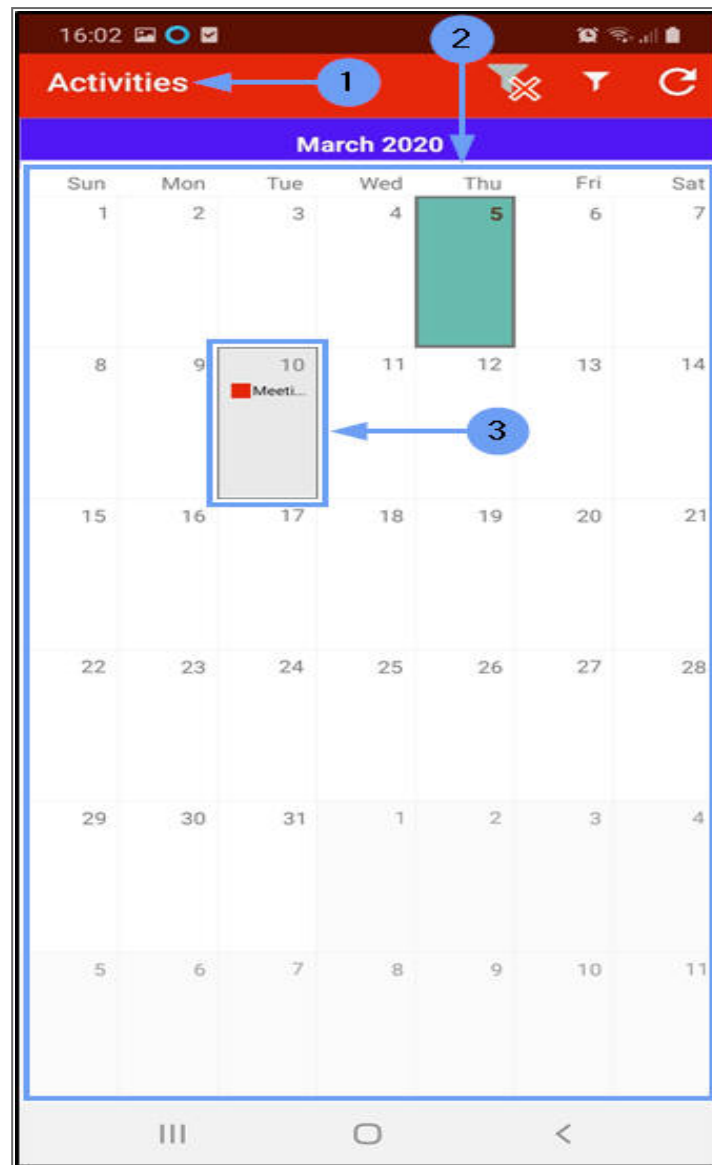 16:02
2
Activities
1
March 2020
Sun Mon Tue Wed Thu Fri Sat
1 2 3 4 5 6 7
8 9 10 11 12 13 14
Meeti...
3
15 16 17 18 19 20 21
22 23 24 25 26 27 28
29 30 31 1 2 3 4
5 6 7 8 9 10 11